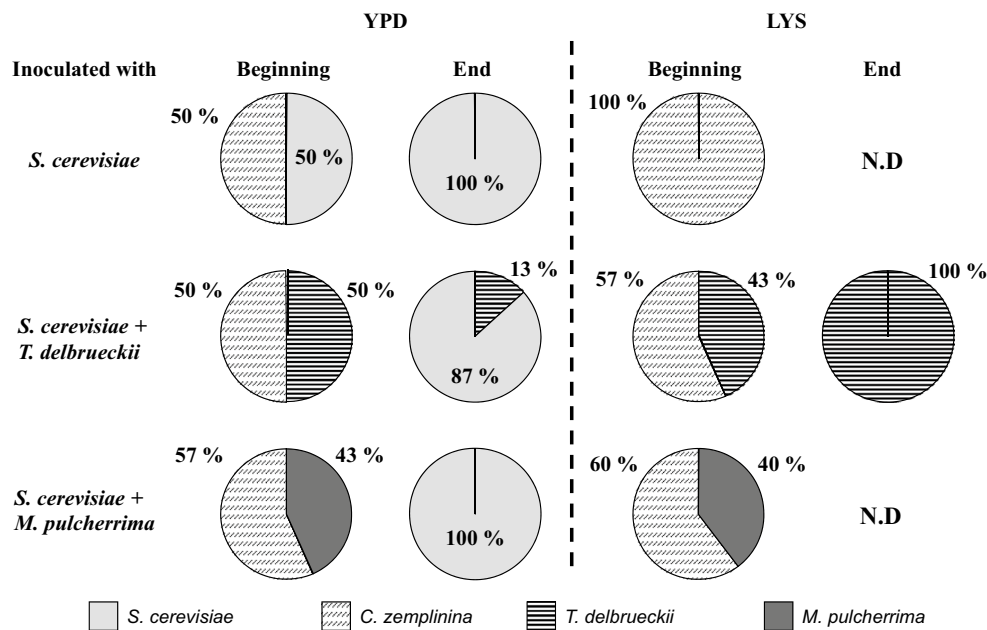 YPD
LYS
Inoculated with
Beginning
End
Beginning
End
50 %
50 %
100 %
100 %
S. cerevisiae
N.D
50 %
50 %
13 %
87 %
57 %
43 %
100 %
S. cerevisiae +
T. delbrueckii
57 %
43 %
100 %
60 %
40 %
S. cerevisiae +
M. pulcherrima
N.D
S. cerevisiae
C. zemplinina
T. delbrueckii
M. pulcherrima